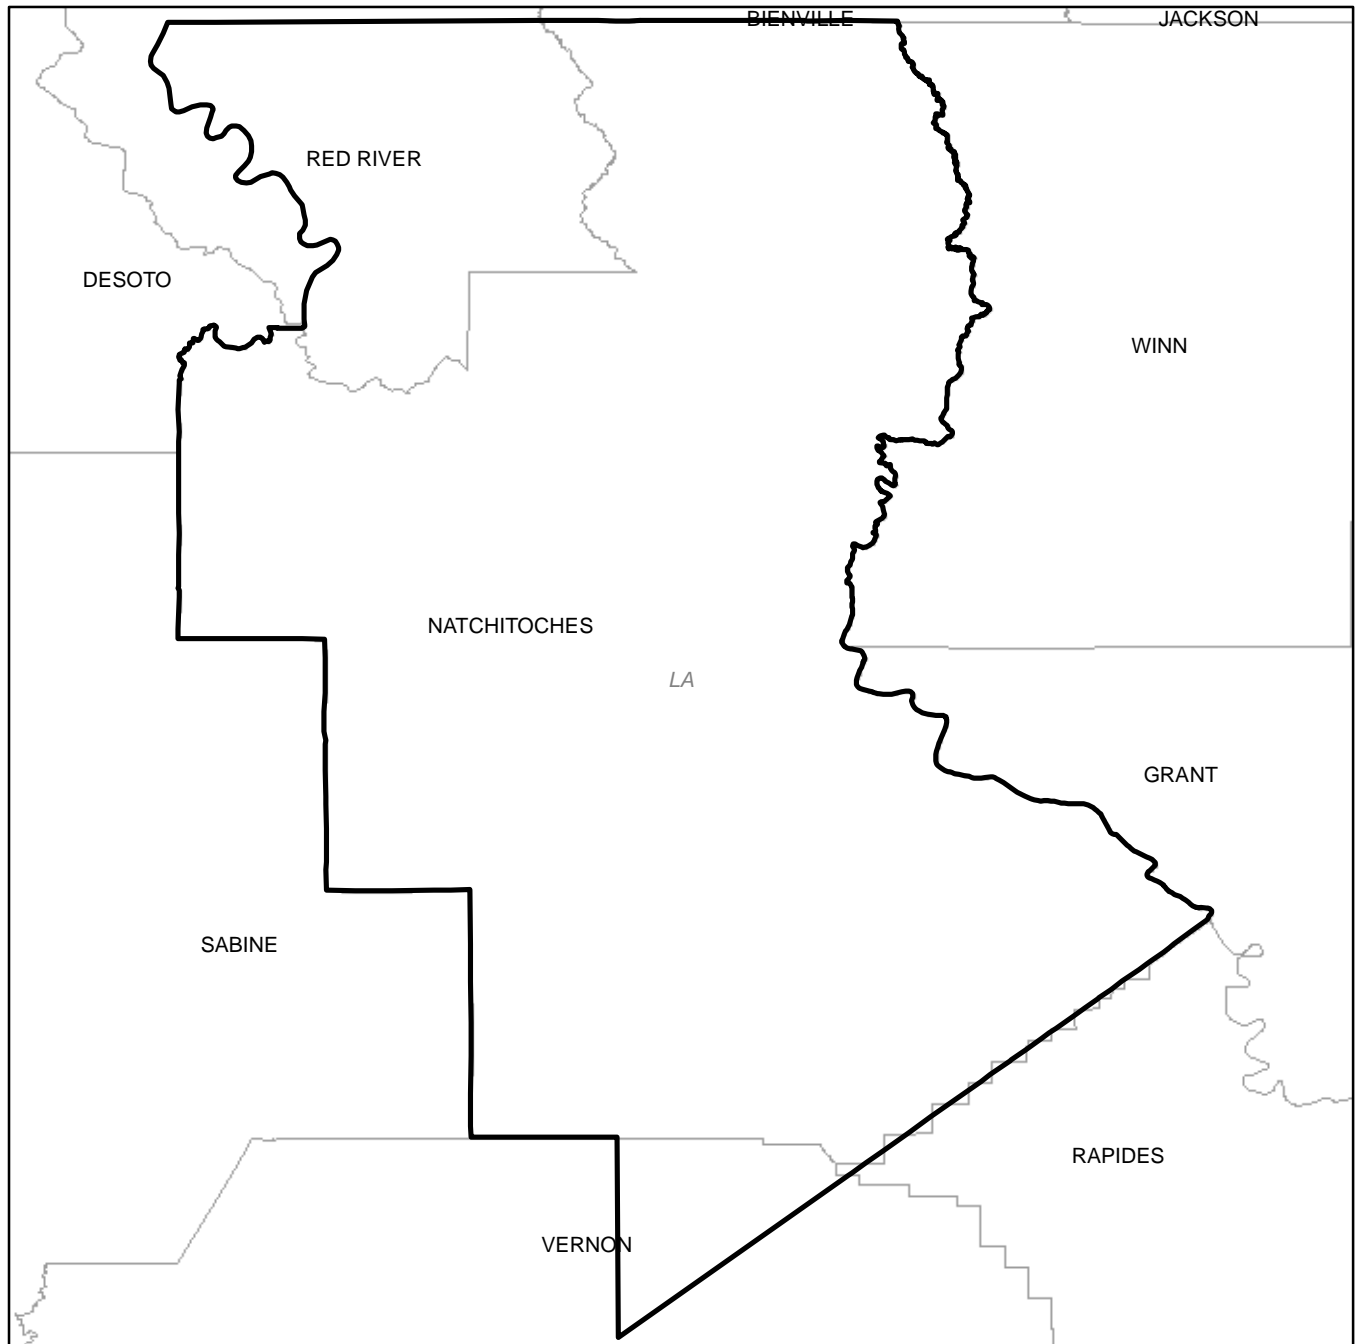 BIENVILLE
JACKSON
RED RIVER
DESOTO
WINN
NATCHITOCHES
LA
GRANT
SABINE
RAPIDES
VERNON